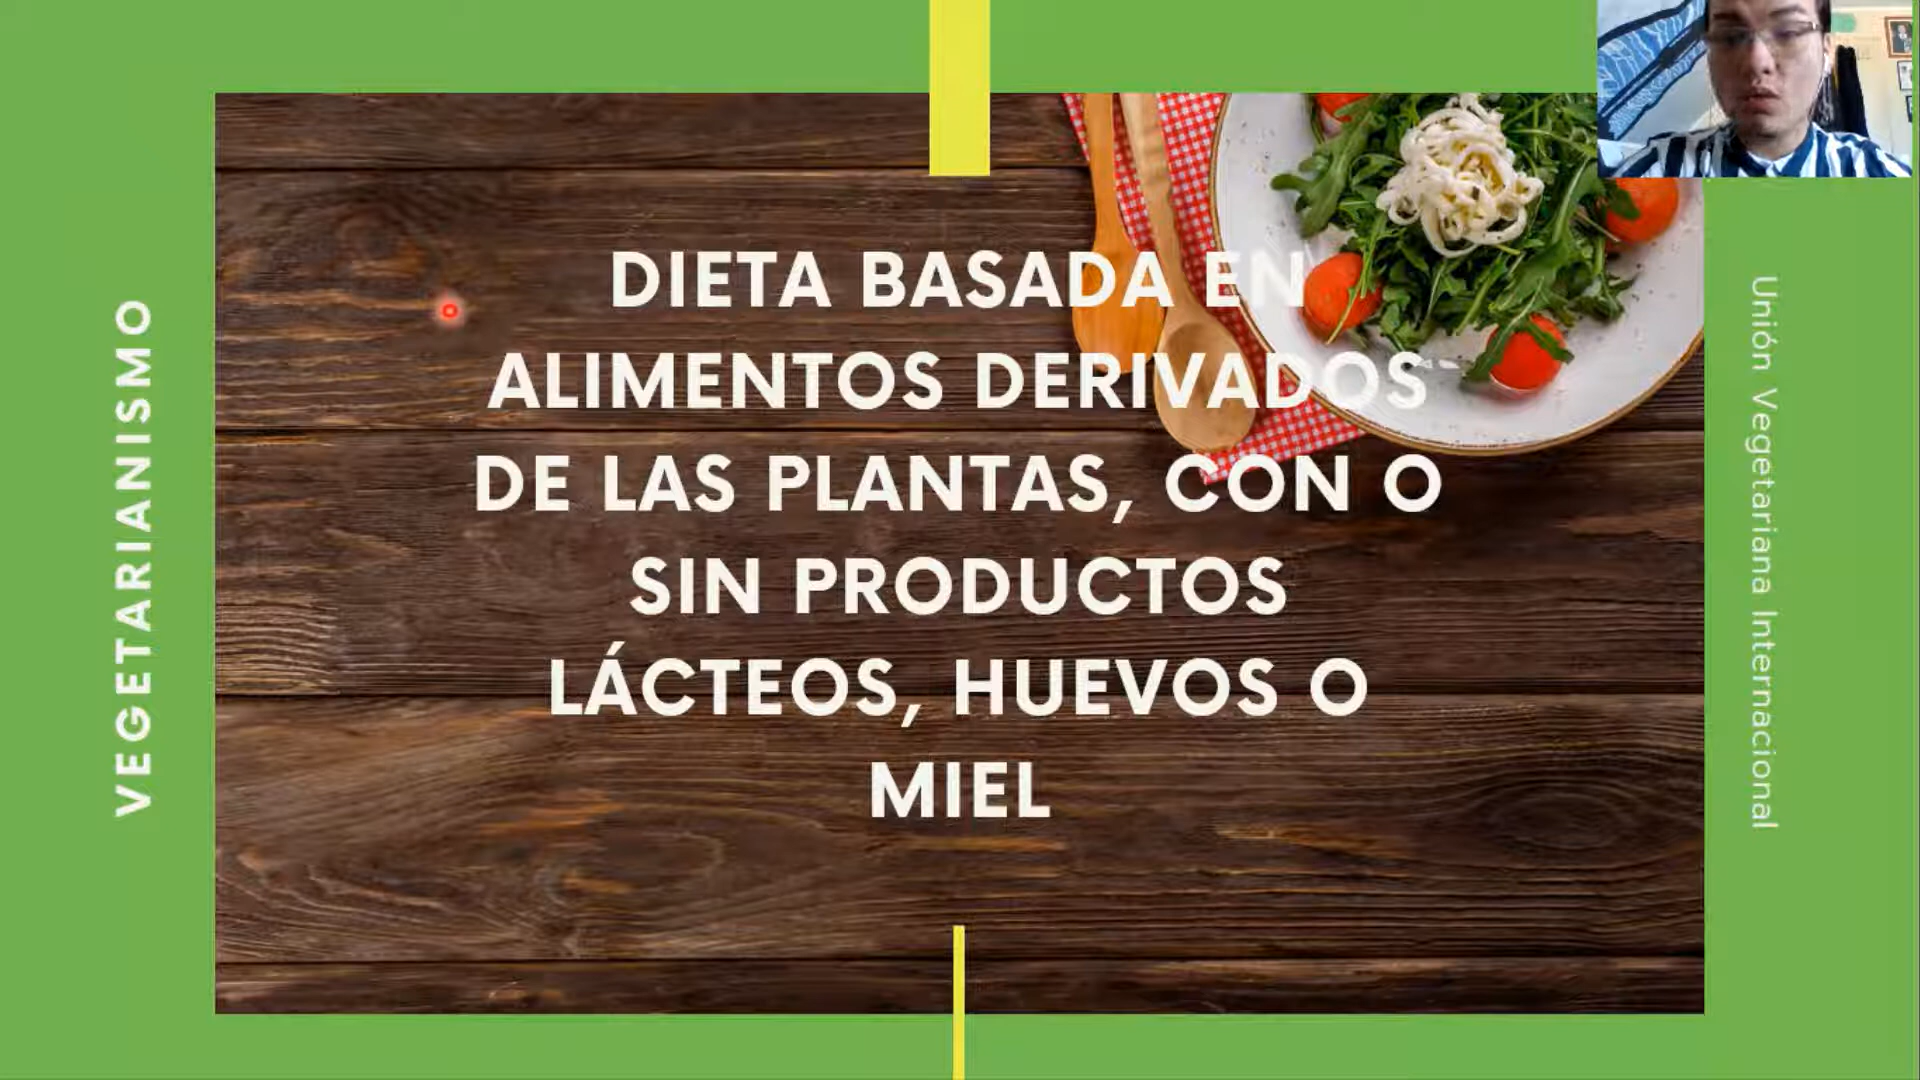 VEGETARIANISMO
DIETA BASADA EN
ALIMENTOS DERIVADOS
DE LAS PLANTAS, CON O
SIN PRODUCTOS
LÁCTEOS, HUEVOS O
MIEL
Unión Vegetariana Internacional